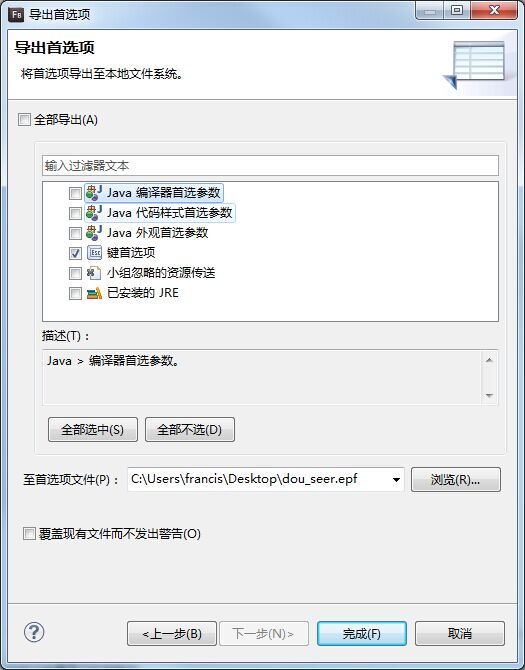 FB 导出首选项
导出首选项
将首选项导出至本地文件系统。
全部导出(A)
输入过滤器文本
Java 编译器首选参数
Java 代码样式首选参数
Java 外观首选参数
键首选项
小组忽略的资源传送
已安装的 JRE
描述(T)：
Java > 编译器首选参数。
全部选中(S) 全部不选(D)
至首选项文件(P)： C:\Users\francis\Desktop\dou_seer.epf 浏览(R)...
覆盖现有文件而不发出警告(O)
<上一步(B) 下一步(N)> 完成(F) 取消